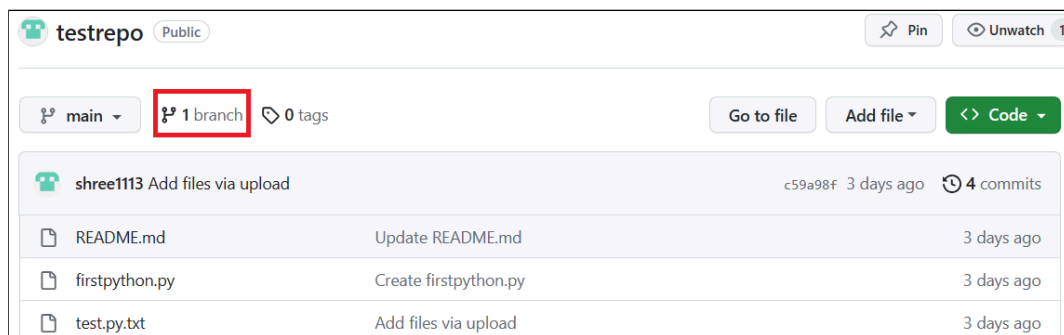 testrepo Public Pin Unwatch 1
main 1 branch 0 tags Go to file Add file <> Code
shree1113 Add files via upload c59a98f 3 days ago 4 commits
README.md Update README.md 3 days ago
firstpython.py Create firstpython.py 3 days ago
test.py.txt Add files via upload 3 days ago